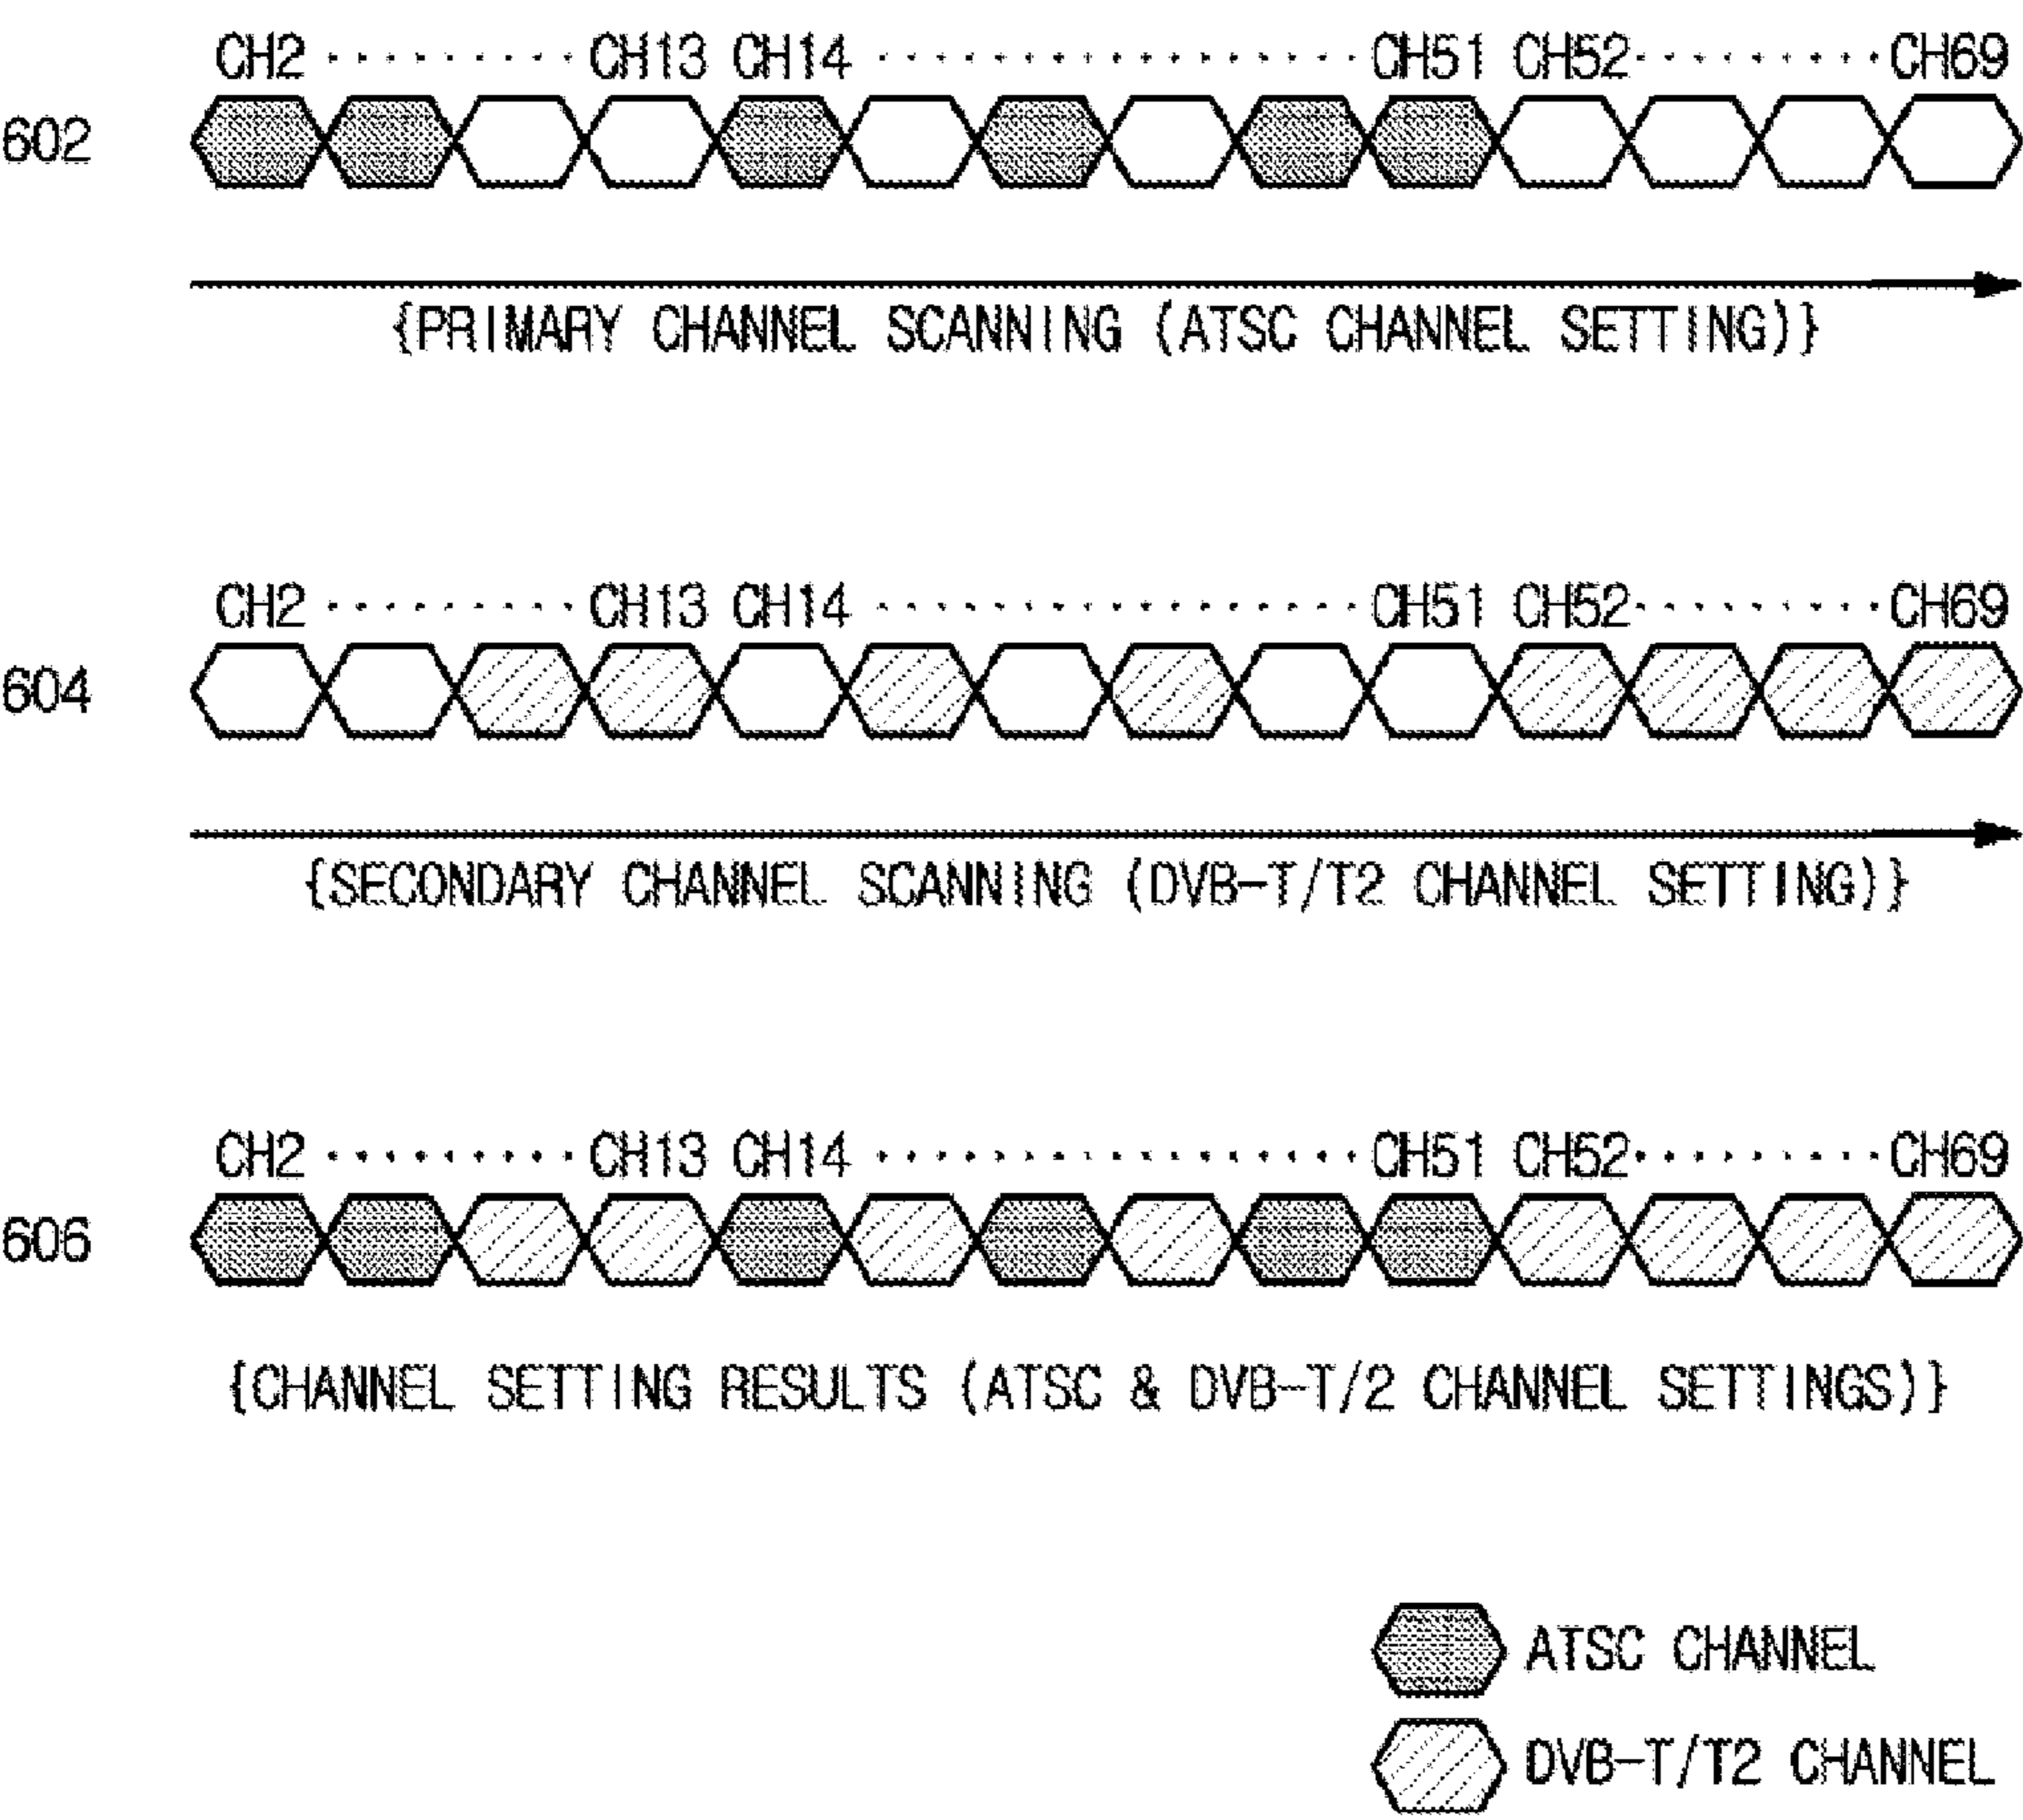 CH2 ········· CH13 CH14 ················· CH51 CH52 ········· CH69
602
{PRIMARY CHANNEL SCANNING (ATSC CHANNEL SETTING)}
CH2 ········· CH13 CH14 ················· CH51 CH52 ········· CH69
604
{SECONDARY CHANNEL SCANNING (DVB-T/T2 CHANNEL SETTING)}
CH2 ········· CH13 CH14 ················· CH51 CH52 ········· CH69
606
{CHANNEL SETTING RESULTS (ATSC & DVB-T/2 CHANNEL SETTINGS)}
ATSC CHANNEL
DVB-T/T2 CHANNEL